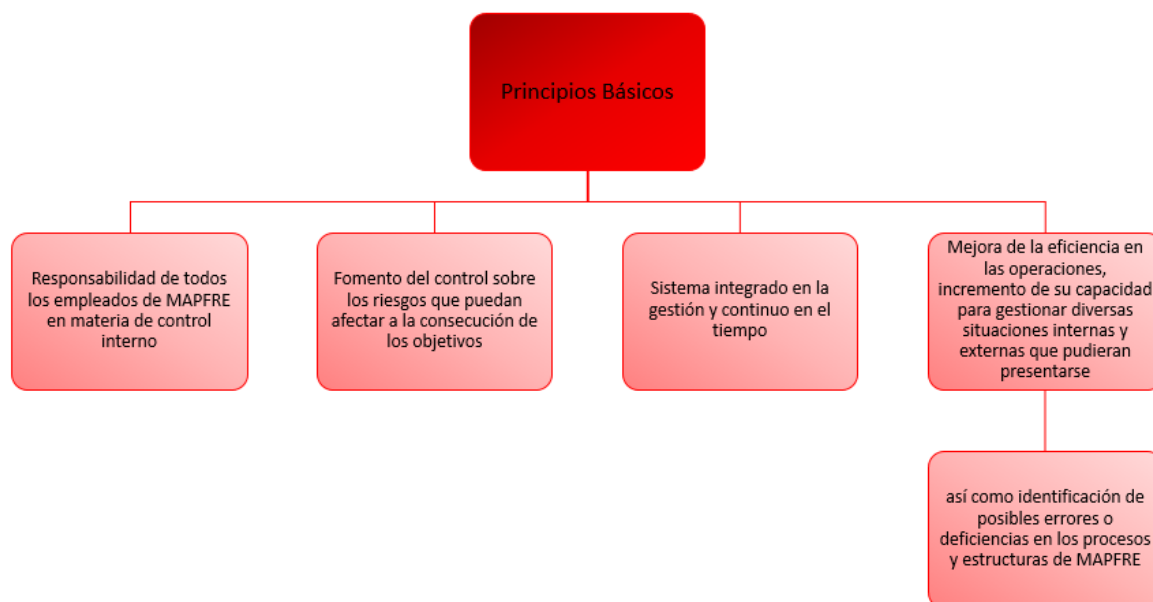 Principios Básicos
Responsabilidad de todos
los empleados de MAPFRE
en materia de control
interno
Fomento del control sobre
los riesgos que puedan
afectar a la consecución de
los objetivos
Sistema integrado en la
gestión y continuo en el
tiempo
Mejora de la eficiencia en
las operaciones,
incremento de su capacidad
para gestionar diversas
situaciones internas y
externas que pudieran
presentarse
así como identificación de
posibles errores o
deficiencias en los procesos
y estructuras de MAPFRE